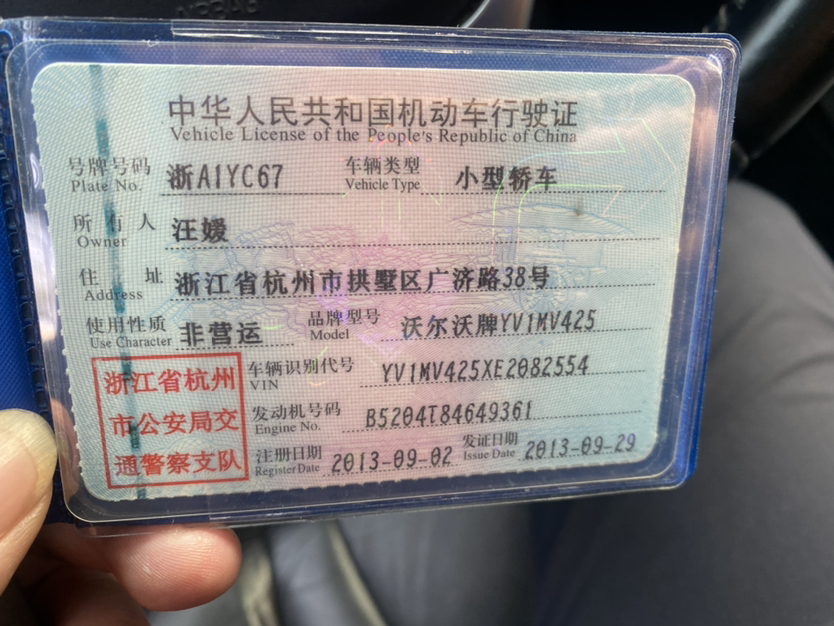 中华人民共和国机动车行驶证
Vehicle License of the People's Republic of China
号牌号码 浙A1YC67 车辆类型 小型轿车
Plate No. Vehicle Type
所有人 汪媛
Owner
住址 浙江省杭州市拱墅区广济路38号
Address
使用性质 非营运 品牌型号 沃尔沃牌YV1MV425
Use Character Model
浙江省杭州
市公安局交
通警察支队
车辆识别代号 YV1MV425XE2082554
VIN
发动机号码 B5204T84649361
Engine No.
注册日期 2013-09-02 发证日期 2013-09-29
Register Date Issue Date